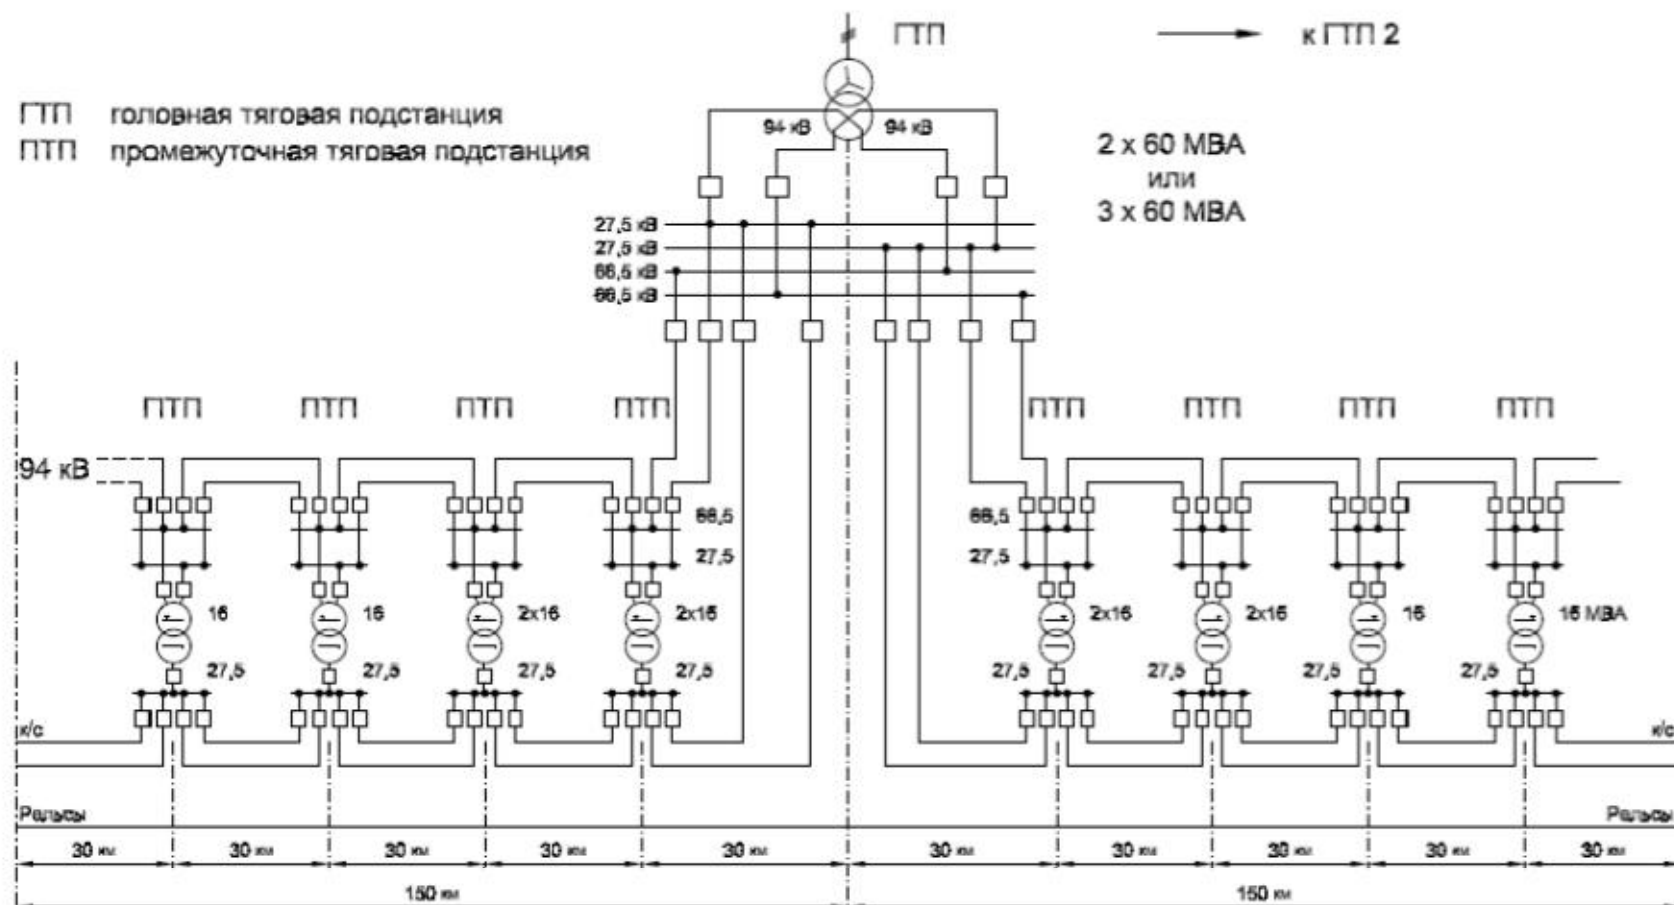 ГТП
к ГТП 2
ГТП головная тяговая подстанция
ПТП промежуточная тяговая подстанция
94 кВ 94 кВ
2 х 60 МВА
или
3 х 60 МВА
27,5 кВ
27,5 кВ
66,5 кВ
66,5 кВ
ПТП ПТП ПТП ПТП ПТП ПТП ПТП ПТП
94 кВ
66,5 66,5
27,5 27,5
16 16 2х16 2х16 2х16 2х16 16 16 МВА
27,5 27,5 27,5 27,5 27,5 27,5 27,5 27,5
к/с к/с
Рельсы Рельсы
30 км 30 км 30 км 30 км 30 км 30 км 30 км 30 км 30 км 30 км
150 км 150 км